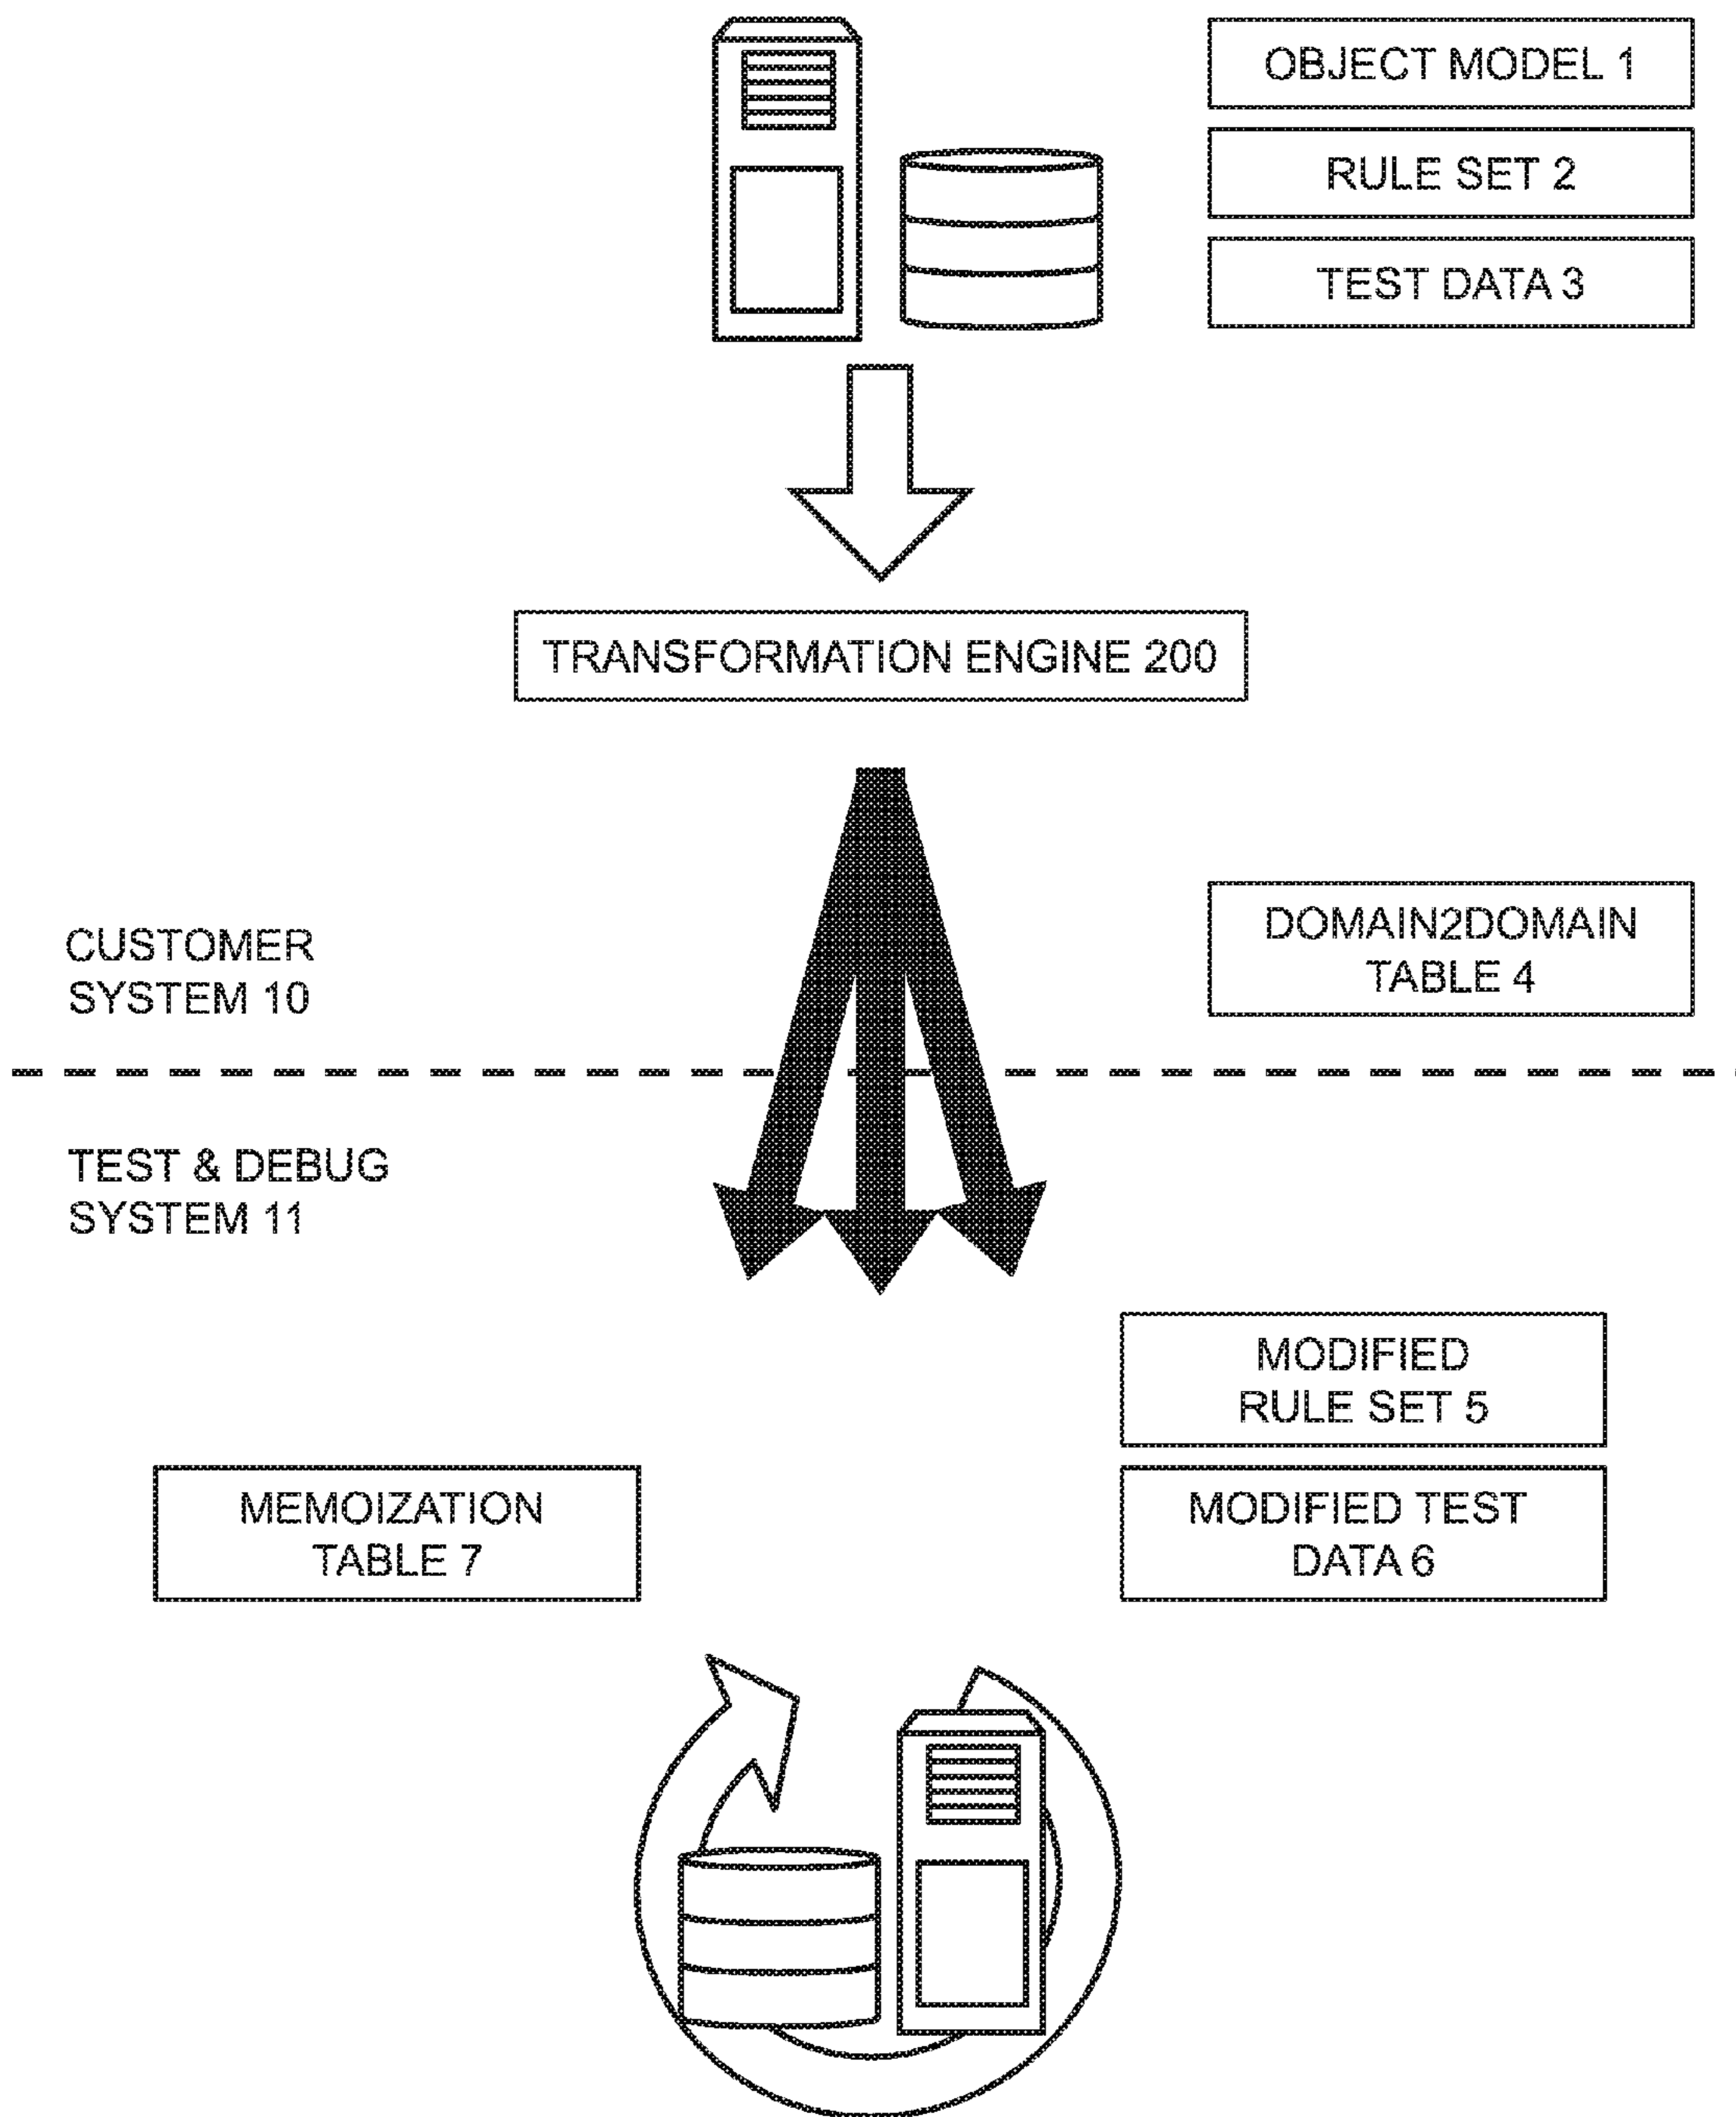 OBJECT MODEL 1
RULE SET 2
TEST DATA 3
TRANSFORMATION ENGINE 200
CUSTOMER
SYSTEM 10
DOMAIN2DOMAIN
TABLE 4
TEST & DEBUG
SYSTEM 11
MODIFIED
RULE SET 5
MEMOIZATION
TABLE 7
MODIFIED TEST
DATA 6